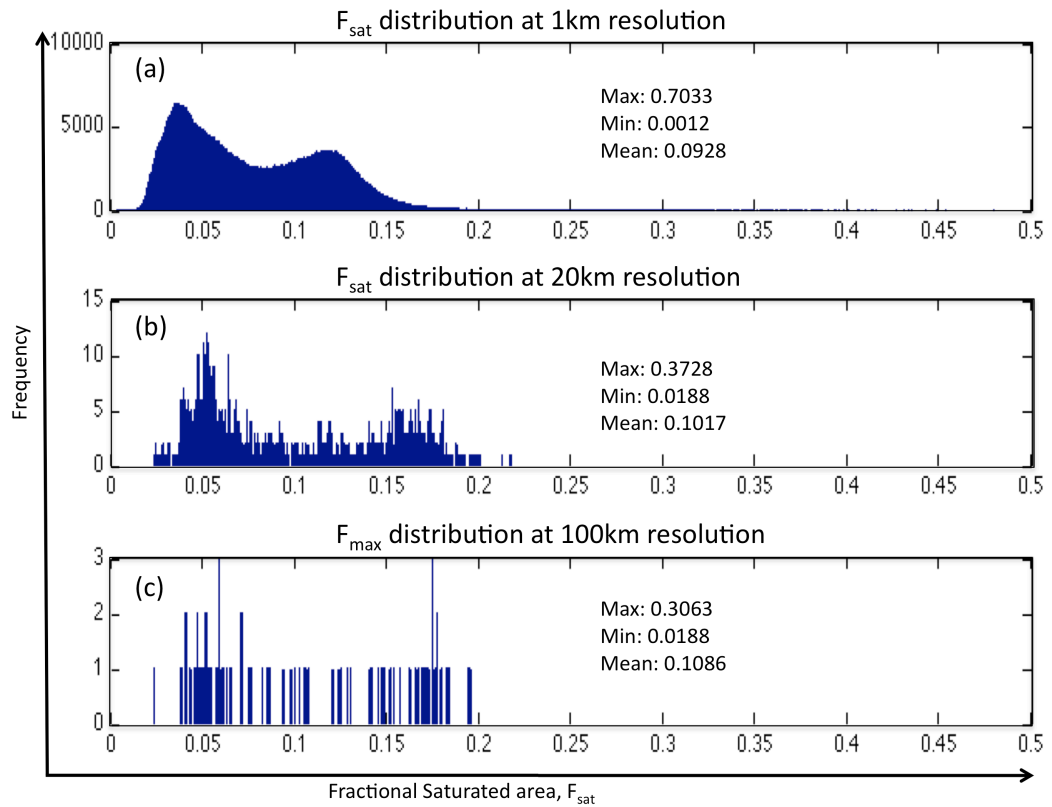 F_sat distribution at 1km resolution
10000
(a)
Max: 0.7033
Min: 0.0012
Mean: 0.0928
5000
0
0 0.05 0.1 0.15 0.2 0.25 0.3 0.35 0.4 0.45 0.5
F_sat distribution at 20km resolution
15
(b)
10
Max: 0.3728
Min: 0.0188
Mean: 0.1017
5
0
0 0.05 0.1 0.15 0.2 0.25 0.3 0.35 0.4 0.45 0.5
Frequency
F_max distribution at 100km resolution
3
(c)
2
Max: 0.3063
Min: 0.0188
Mean: 0.1086
1
0
0 0.05 0.1 0.15 0.2 0.25 0.3 0.35 0.4 0.45 0.5
Fractional Saturated area, F_sat